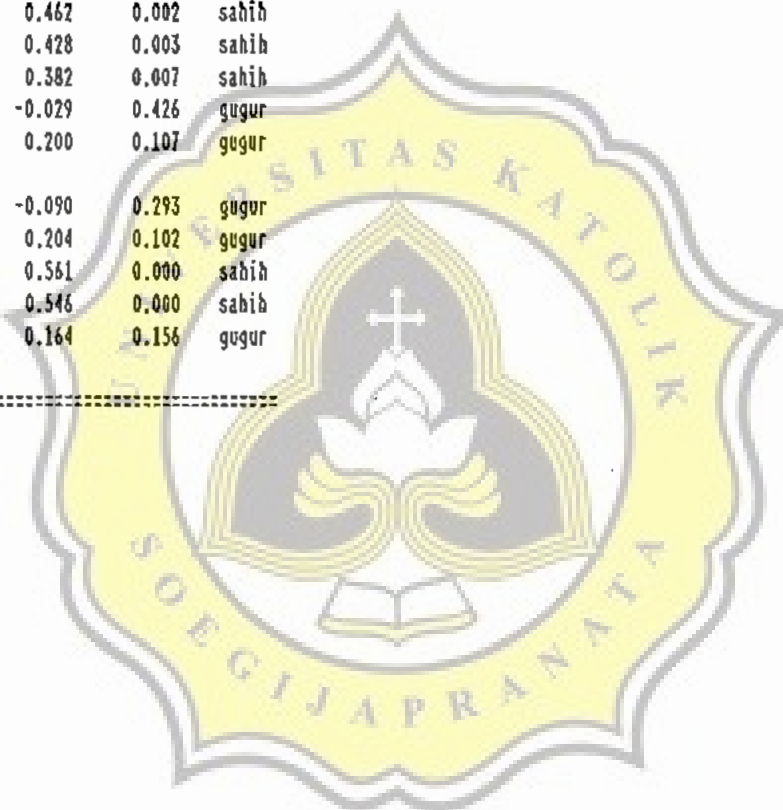 0.462 0.002 sahih
0.428 0.003 sahih
0.382 0.007 sahih
-0.029 0.426 gugur
0.200 0.107 gugur
-0.090 0.293 gugur
0.204 0.102 gugur
0.561 0.000 sahih
0.546 0.000 sahih
0.164 0.156 gugur
==============================
UNIVERSITAS KATOLIK
SOEGIJAPRANATA